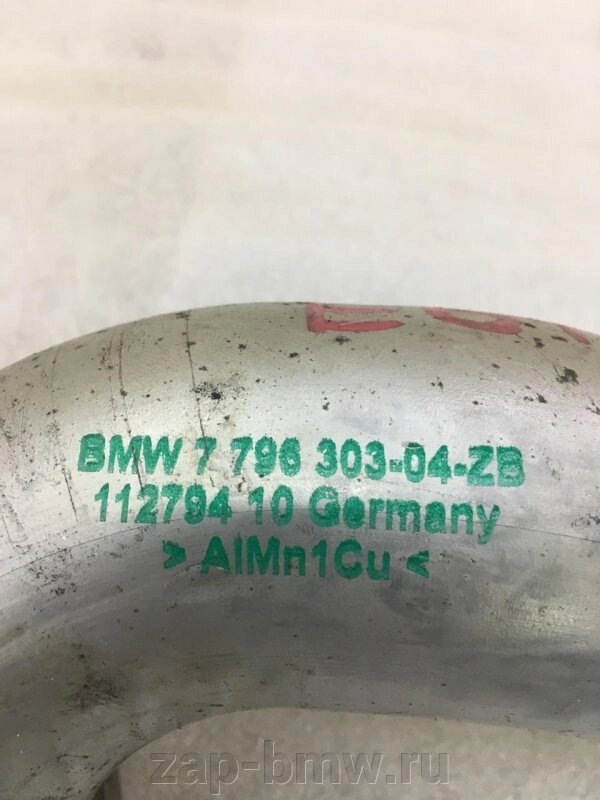 BMW 7 796 303-04-ZB
112794 10 Germany
> AlMn1Cu <
zap-bmw.ru